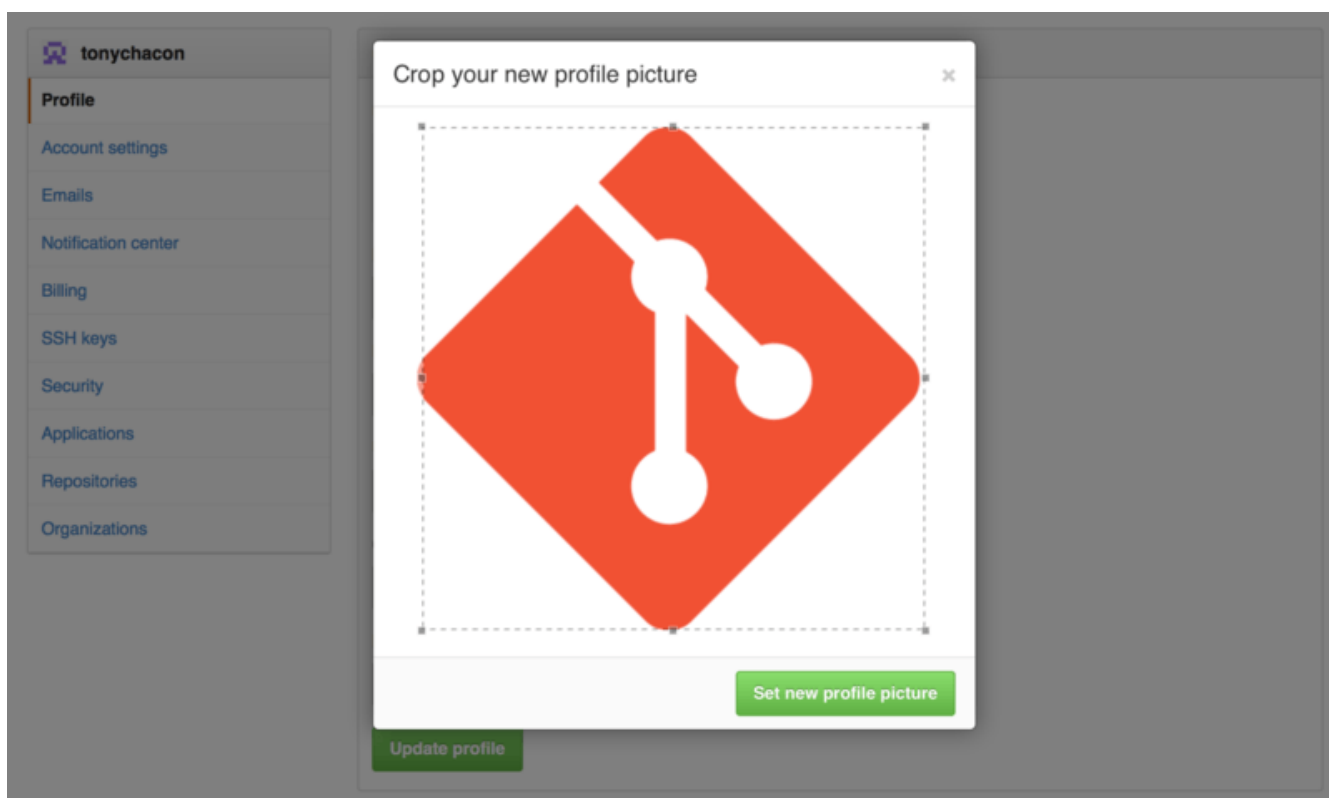 tonychacon
Profile
Account settings
Emails
Notification center
Billing
SSH keys
Security
Applications
Repositories
Organizations
Crop your new profile picture
×
Set new profile picture
Update profile